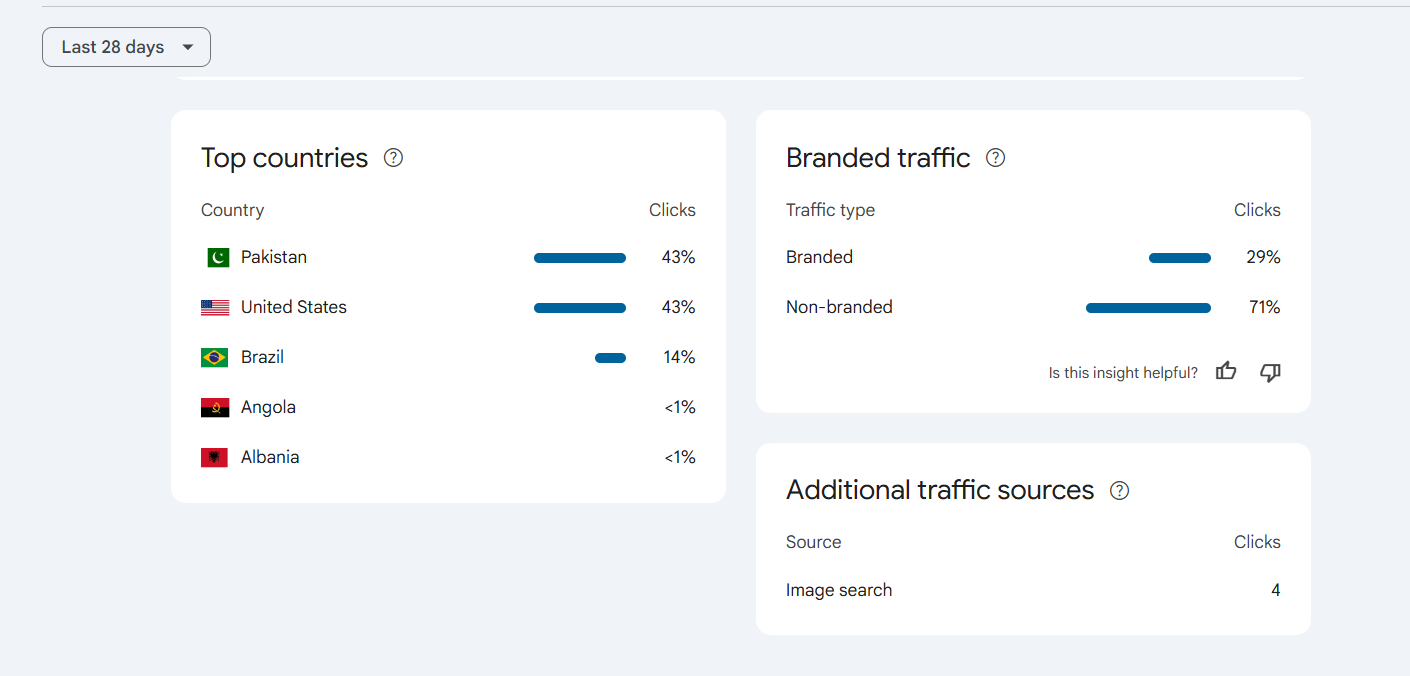 Last 28 days
Top countries
Country Clicks
Pakistan 43%
United States 43%
Brazil 14%
Angola <1%
Albania <1%
Branded traffic
Traffic type Clicks
Branded 29%
Non-branded 71%
Is this insight helpful?
Additional traffic sources
Source Clicks
Image search 4